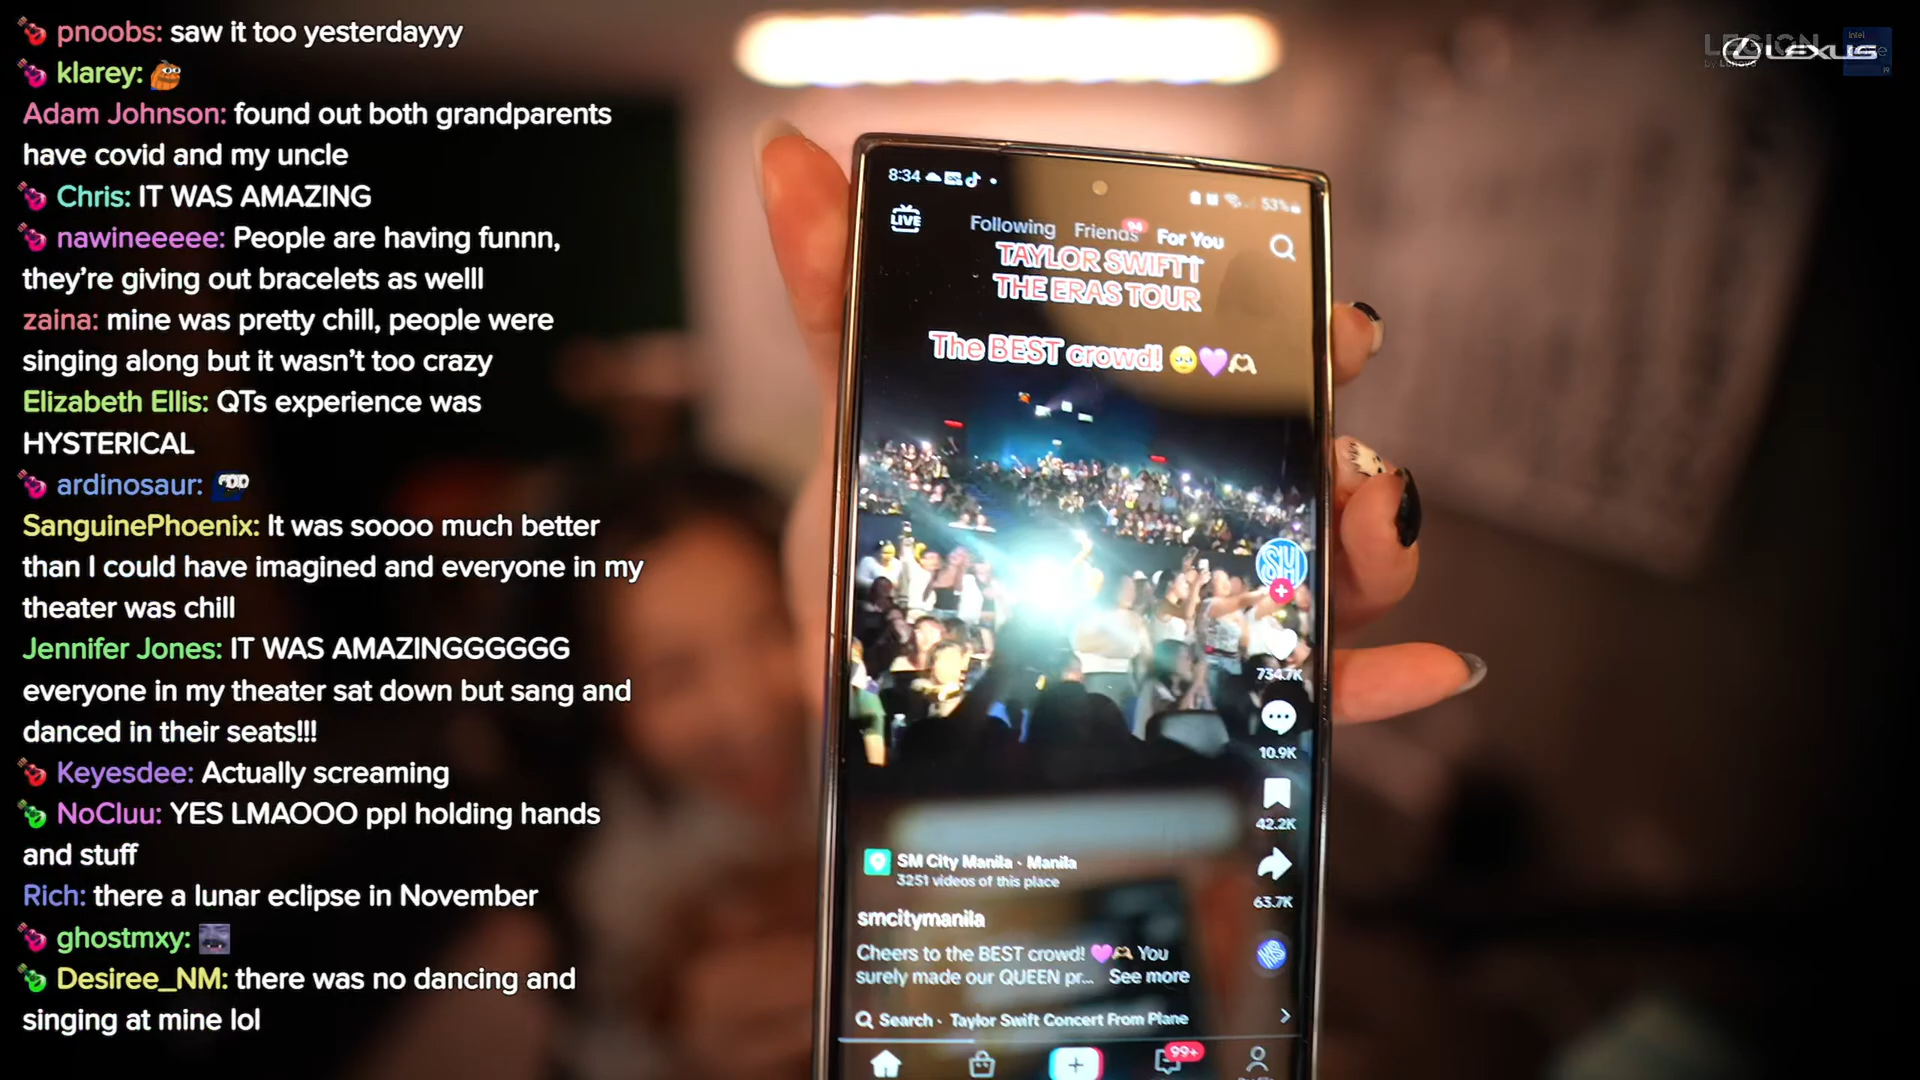 pnoobs: saw it too yesterdayyy
klarey:
Adam Johnson: found out both grandparents
have covid and my uncle
Chris: IT WAS AMAZING
nawineeeee: People are having funnn,
they're giving out bracelets as welll
zaina: mine was pretty chill, people were
singing along but it wasn't too crazy
Elizabeth Ellis: QTs experience was
HYSTERICAL
ardinosaur:
SanguinePhoenix: It was soooo much better
than I could have imagined and everyone in my
theater was chill
Jennifer Jones: IT WAS AMAZINGGGGGG
everyone in my theater sat down but sang and
danced in their seats!!!
Keyesdee: Actually screaming
NoCluu: YES LMAOOO ppl holding hands
and stuff
Rich: there a lunar eclipse in November
ghostmxy:
Desiree_NM: there was no dancing and
singing at mine lol
8:34
53%
LIVE
Following Friends 94 For You
TAYLOR SWIFT |
THE ERAS TOUR
The BEST crowd! 🥹💜🫶
SM
734.7K
10.9K
42.2K
63.7K
SM City Manila · Manila
3251 videos of this place
smcitymanila
Cheers to the BEST crowd! 💜🫶 You
surely made our QUEEN pr... See more
Search · Taylor Swift Concert From Plane
99+
LEGION
by Lenovo
LEXUS
intel